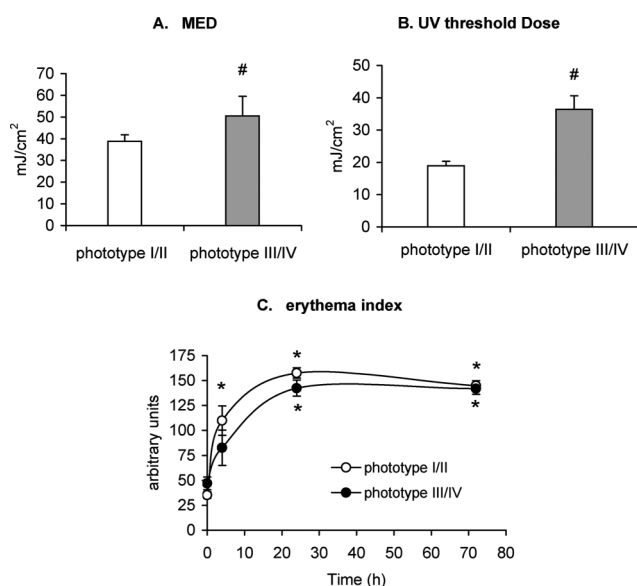 A. MED
B. UV threshold Dose
70
60
50
40
30
20
10
0
mJ/cm²
#
phototype I/II
phototype III/IV
50
40
30
20
10
0
mJ/cm²
#
phototype I/II
phototype III/IV
C. erythema index
175
150
125
100
75
50
25
0
arbitrary units
*
*
*
*
*
phototype I/II
phototype III/IV
0 10 20 30 40 50 60 70 80
Time (h)